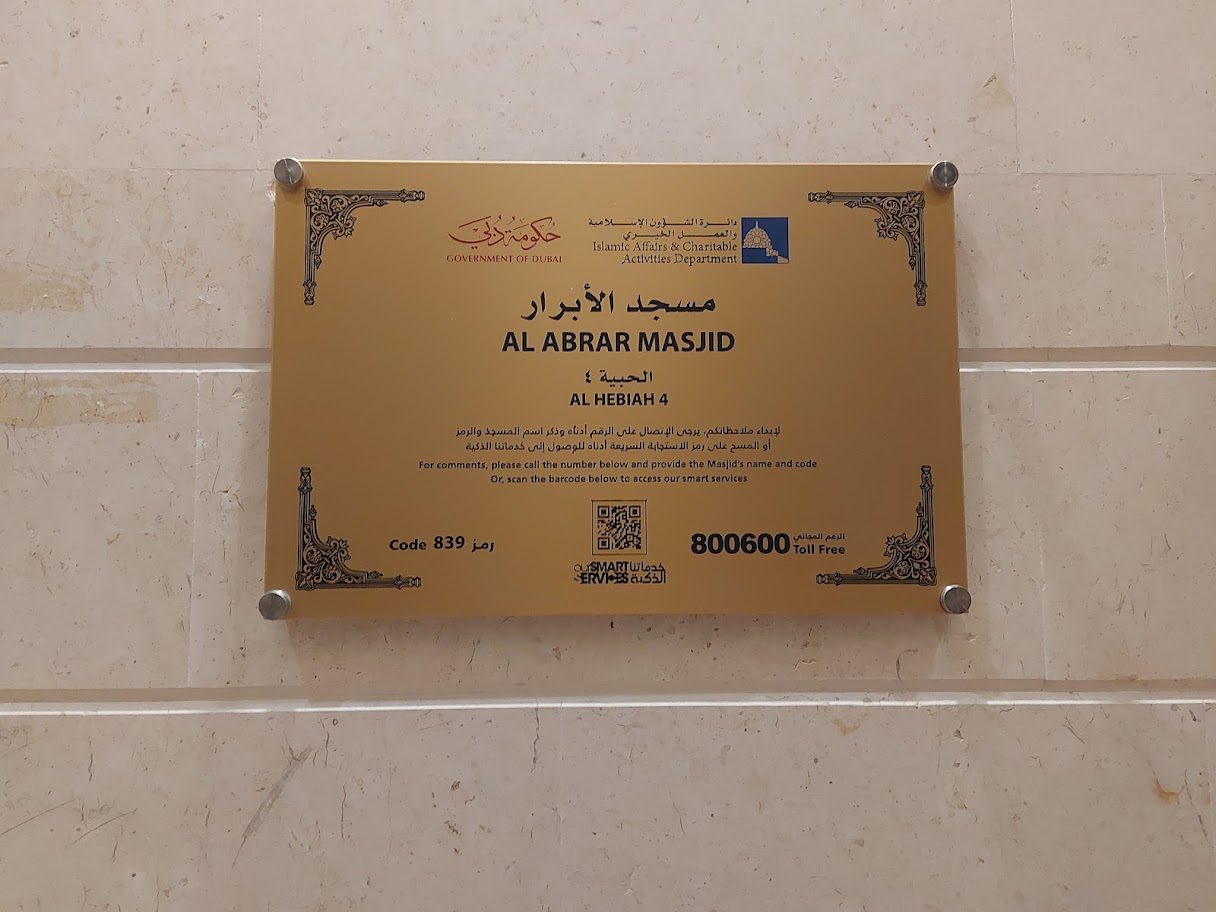 حكومة دبي
GOVERNMENT OF DUBAI
دائرة الشؤون الإسلامية
والعمل الخيري
Islamic Affairs & Charitable
Activities Department
مسجد الأبرار
AL ABRAR MASJID
الحبية ٤
AL HEBIAH 4
لإبداء ملاحظاتكم، يرجى الإتصال على الرقم أدناه وذكر اسم المسجد والرمز
أو المسح على رمز الاستجابة السريعة أدناه للوصول إلى خدماتنا الذكية
For comments, please call the number below and provide the Masjid's name and code
Or, scan the barcode below to access our smart services
Code 839 رمز
800600 الرقم المجاني
Toll Free
our SMART خدماتنا
SERVICES الذكية